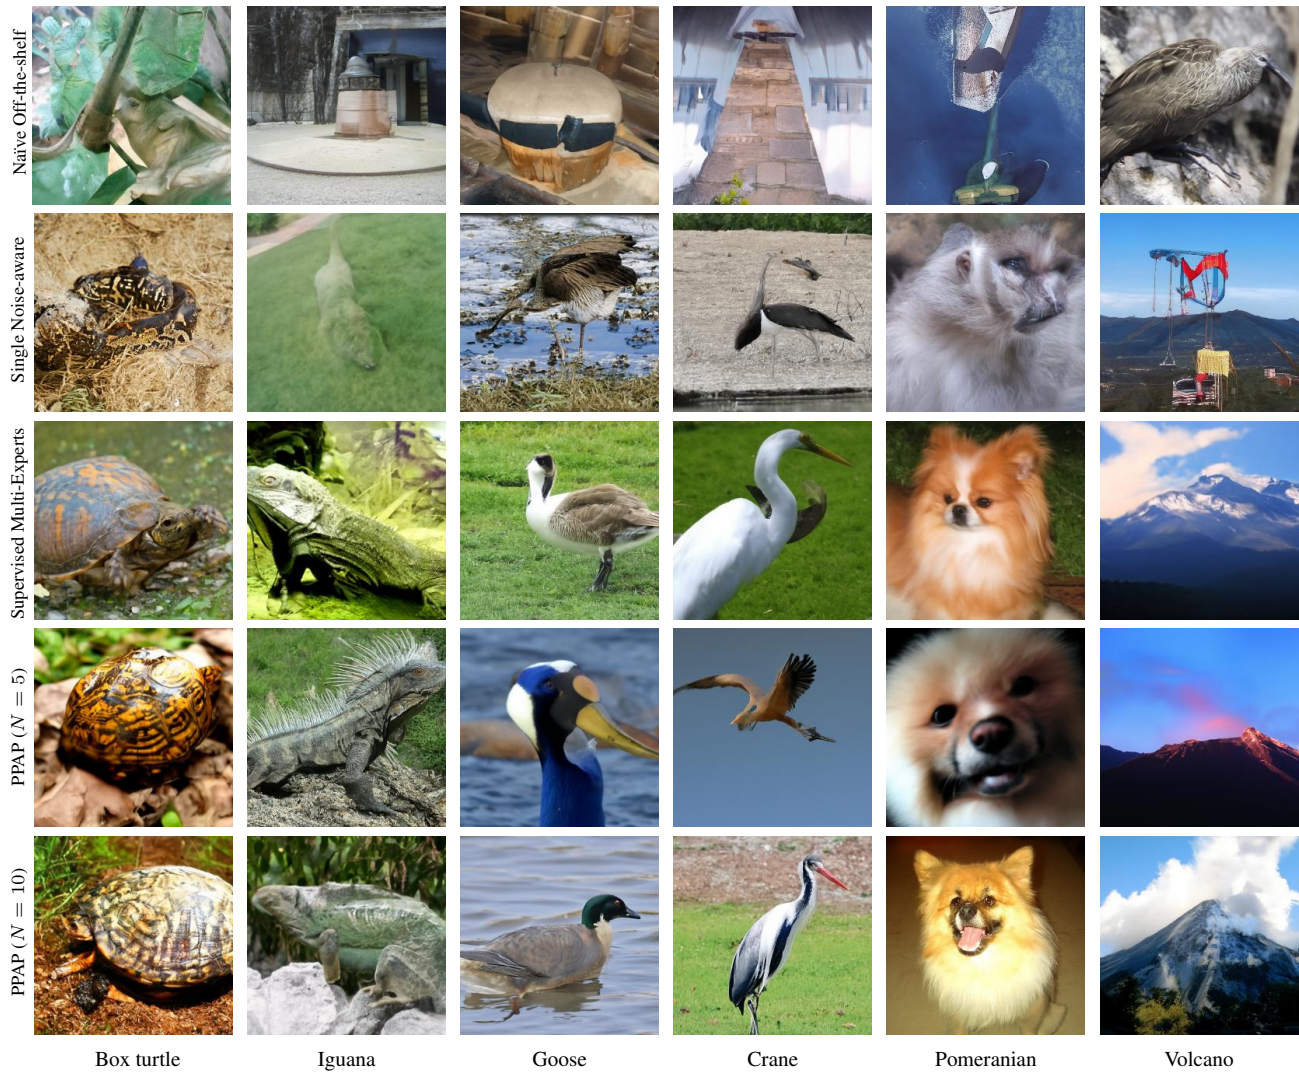 Naïve Off-the-shelf
Single Noise-aware
Supervised Multi-Experts
PPAP (N = 5)
PPAP (N = 10)
Box turtle
Iguana
Goose
Crane
Pomeranian
Volcano